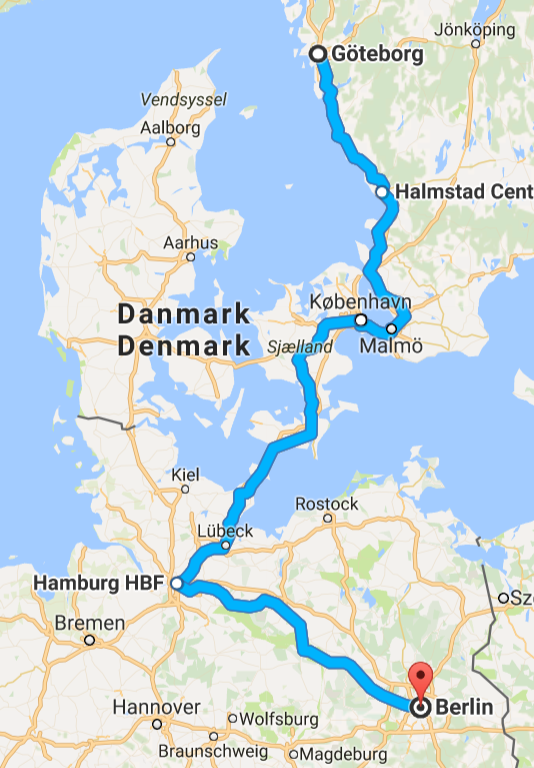 Jönköping
Göteborg
Vendsyssel
Aalborg
Halmstad Cent
Aarhus
København
Danmark
Denmark
Sjælland
Malmö
Kiel
Rostock
Lübeck
Hamburg HBF
Sz
Bremen
Berlin
Hannover
Wolfsburg
Braunschweig
Magdeburg